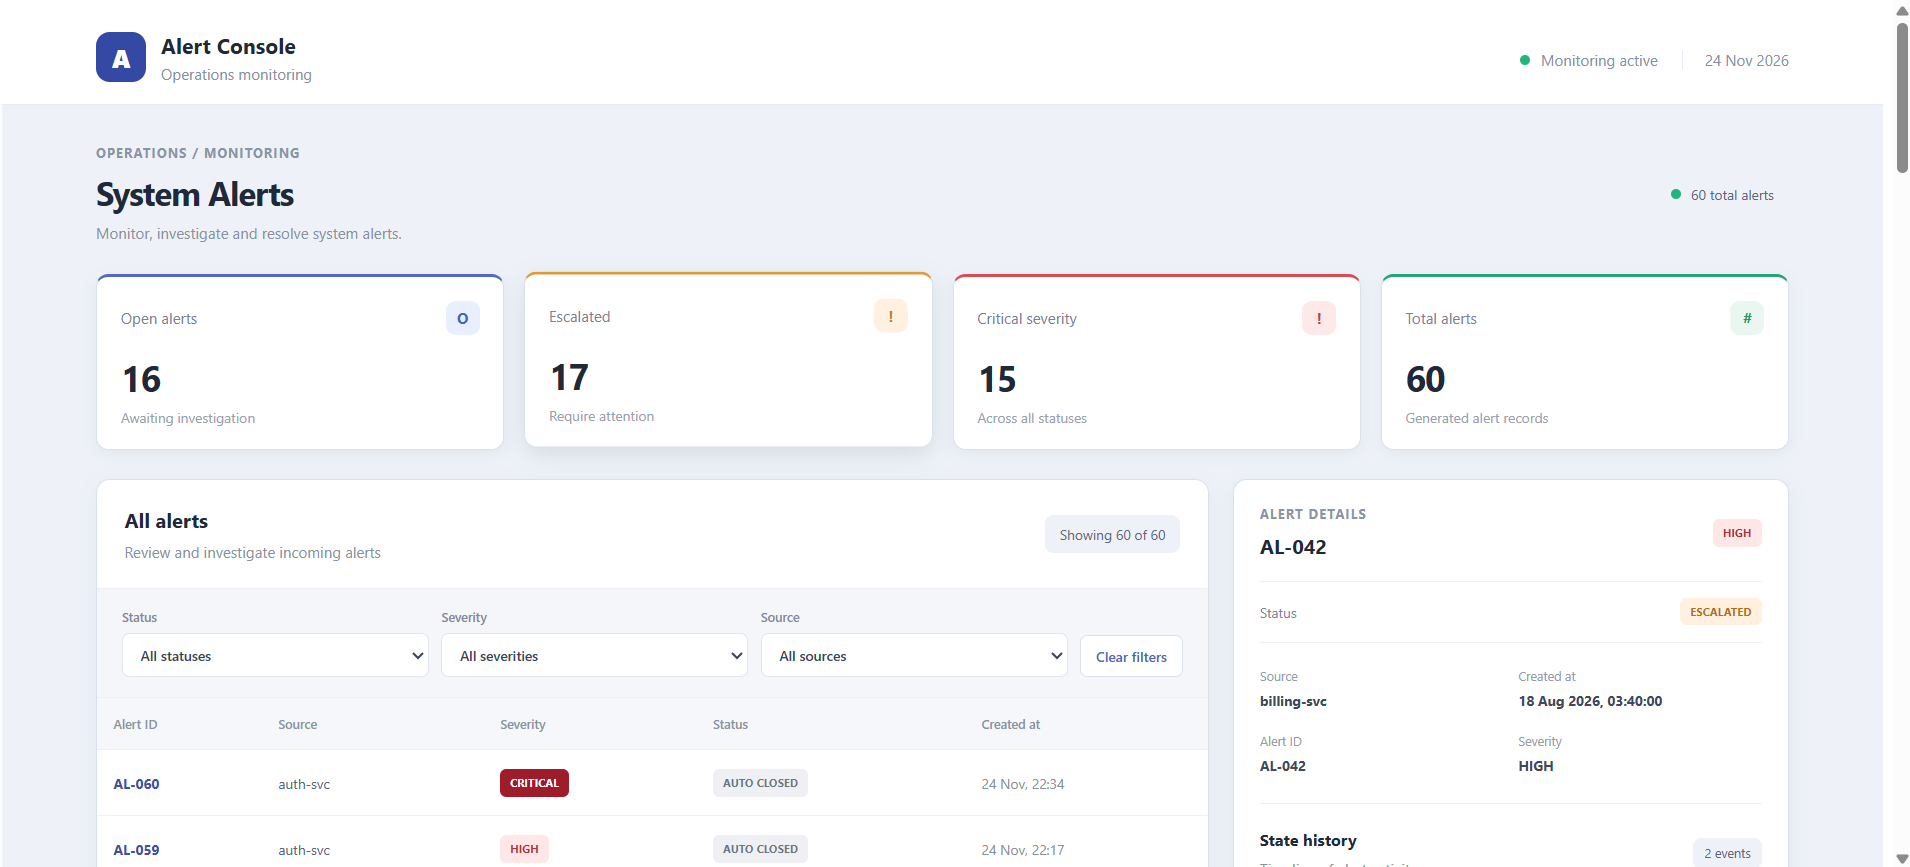 A
Alert Console
Operations monitoring
Monitoring active
24 Nov 2026
OPERATIONS / MONITORING
System Alerts
Monitor, investigate and resolve system alerts.
60 total alerts
Open alerts
O
16
Awaiting investigation
Escalated
!
17
Require attention
Critical severity
!
15
Across all statuses
Total alerts
#
60
Generated alert records
All alerts
Review and investigate incoming alerts
Showing 60 of 60
Status
All statuses
Severity
All severities
Source
All sources
Clear filters
Alert ID Source Severity Status Created at
AL-060 auth-svc CRITICAL AUTO CLOSED 24 Nov, 22:34
AL-059 auth-svc HIGH AUTO CLOSED 24 Nov, 22:17
ALERT DETAILS
AL-042
HIGH
Status
ESCALATED
Source
billing-svc
Created at
18 Aug 2026, 03:40:00
Alert ID
AL-042
Severity
HIGH
State history
2 events